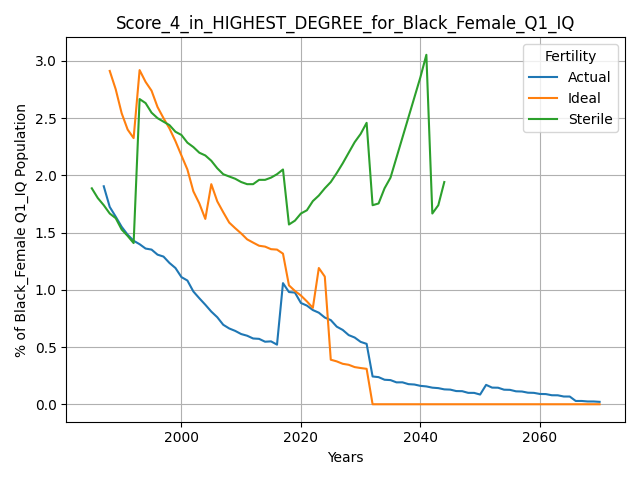 Score_4_in_HIGHEST_DEGREE_for_Black_Female_Q1_IQ
% of Black_Female Q1_IQ Population
3.0
2.5
2.0
1.5
1.0
0.5
0.0
Fertility
Actual
Ideal
Sterile
2000
2020
2040
2060
Years